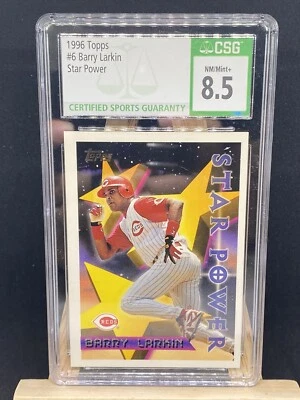 1996 Topps
#6 Barry Larkin
Star Power
CSG
NM/Mint+
8.5
CERTIFIED SPORTS GUARANTY
Topps
STAR POWER
REDS
BARRY LARKIN